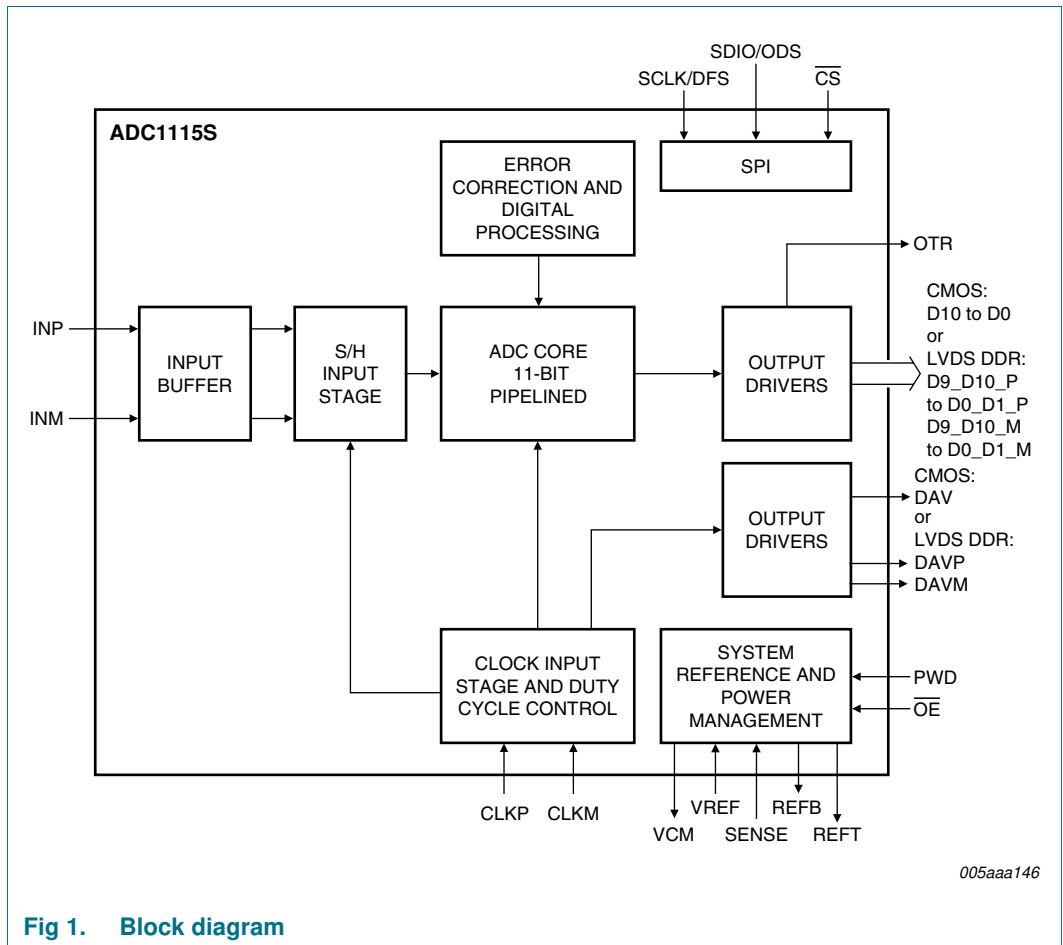 SDIO/ODS
SCLK/DFS
CS
ADC1115S
ERROR
CORRECTION AND
DIGITAL
PROCESSING
SPI
OTR
INP
INM
INPUT
BUFFER
S/H
INPUT
STAGE
ADC CORE
11-BIT
PIPELINED
OUTPUT
DRIVERS
CMOS:
D10 to D0
or
LVDS DDR:
D9_D10_P
to D0_D1_P
D9_D10_M
to D0_D1_M
OUTPUT
DRIVERS
CMOS:
DAV
or
LVDS DDR:
DAVP
DAVM
CLOCK INPUT
STAGE AND DUTY
CYCLE CONTROL
SYSTEM
REFERENCE AND
POWER
MANAGEMENT
PWD
OE
CLKP
CLKM
VCM
VREF
SENSE
REFB
REFT
005aaa146
Fig 1. Block diagram